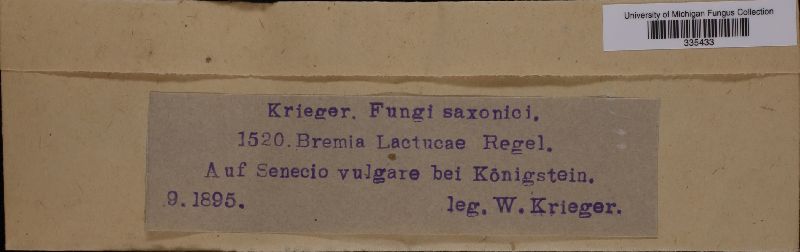 University of Michigan Fungus Collection
335433
Krieger. Fungi saxonici.
1520. Bremia Lactucae Regel.
Auf Senecio vulgare bei Königstein.
9. 1895. leg. W. Krieger.